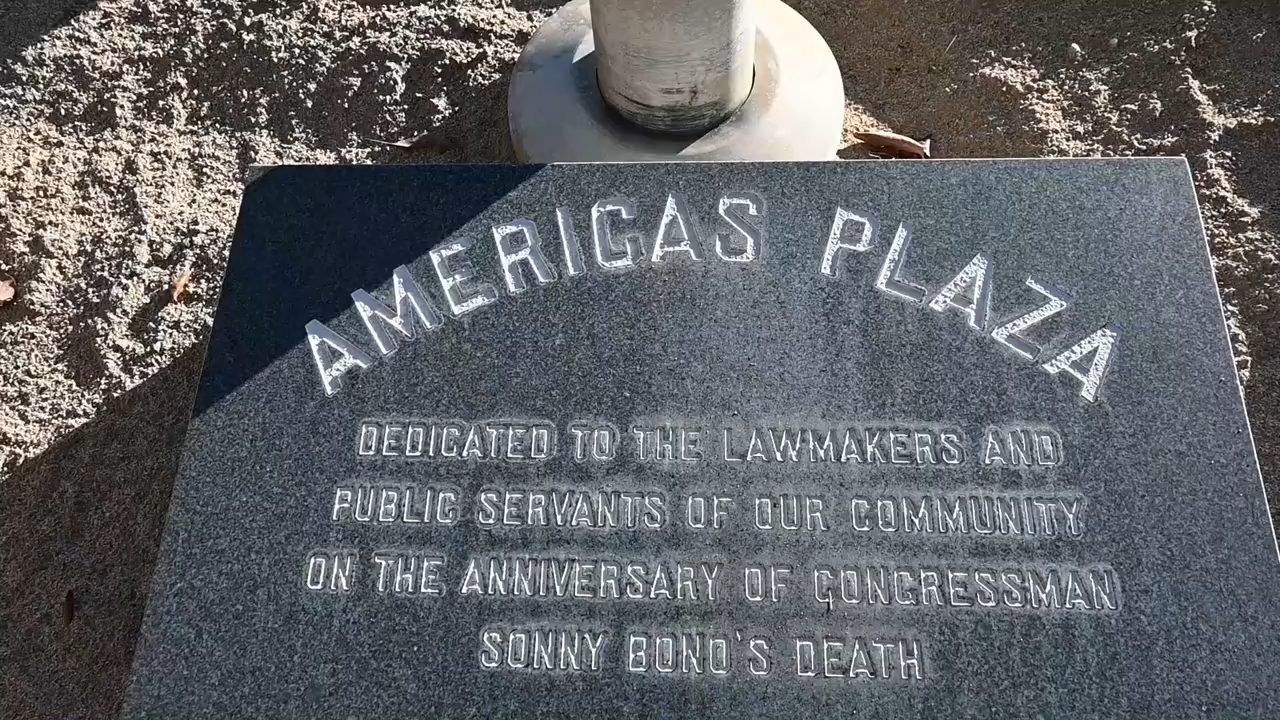 AMERICAS PLAZA
DEDICATED TO THE LAWMAKERS AND
PUBLIC SERVANTS OF OUR COMMUNITY
ON THE ANNIVERSARY OF CONGRESSMAN
SONNY BONO'S DEATH